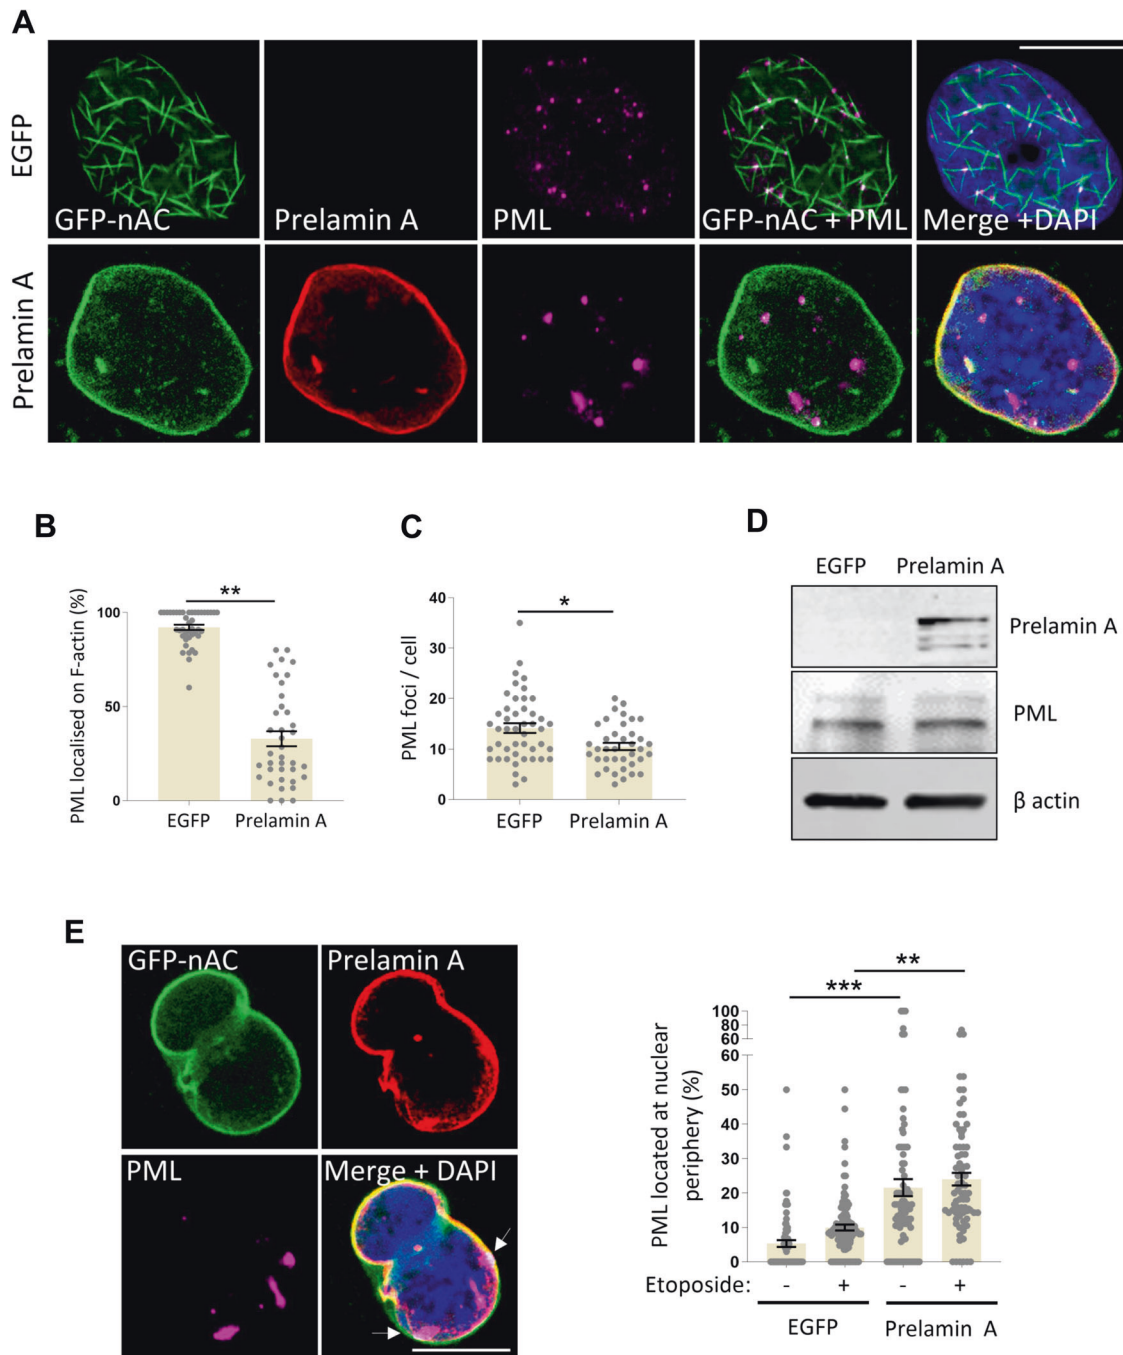 A
EGFP
GFP-nAC
Prelamin A
PML
GFP-nAC + PML
Merge +DAPI
Prelamin A
B
PML localised on F-actin (%)
100
50
0
**
EGFP
Prelamin A
C
PML foci / cell
40
30
20
10
0
*
EGFP
Prelamin A
D
EGFP
Prelamin A
Prelamin A
PML
β actin
E
GFP-nAC
Prelamin A
PML
Merge + DAPI
PML located at nuclear
periphery (%)
100
80
60
60
50
40
30
20
10
0
***
**
Etoposide:
-
+
-
+
EGFP
Prelamin A